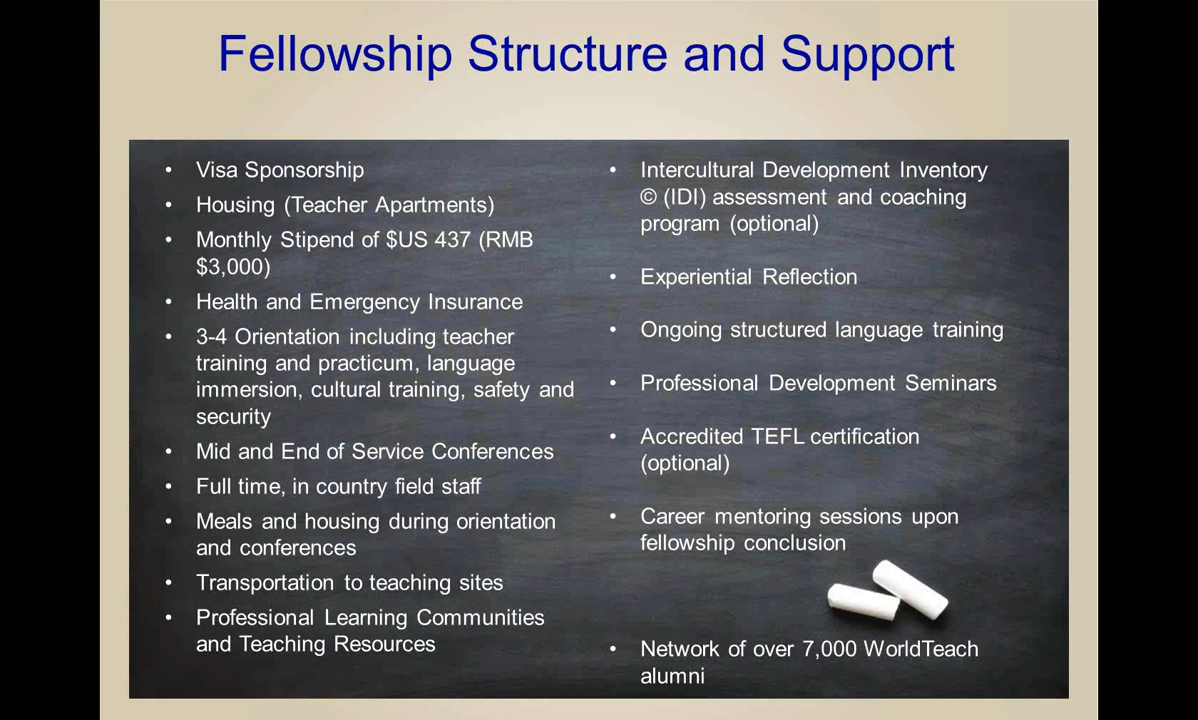 Fellowship Structure and Support
• Visa Sponsorship
• Housing (Teacher Apartments)
• Monthly Stipend of $US 437 (RMB
$3,000)
• Health and Emergency Insurance
• 3-4 Orientation including teacher
training and practicum, language
immersion, cultural training, safety and
security
• Mid and End of Service Conferences
• Full time, in country field staff
• Meals and housing during orientation
and conferences
• Transportation to teaching sites
• Professional Learning Communities
and Teaching Resources
• Intercultural Development Inventory
© (IDI) assessment and coaching
program (optional)
• Experiential Reflection
• Ongoing structured language training
• Professional Development Seminars
• Accredited TEFL certification
(optional)
• Career mentoring sessions upon
fellowship conclusion
• Network of over 7,000 WorldTeach
alumni